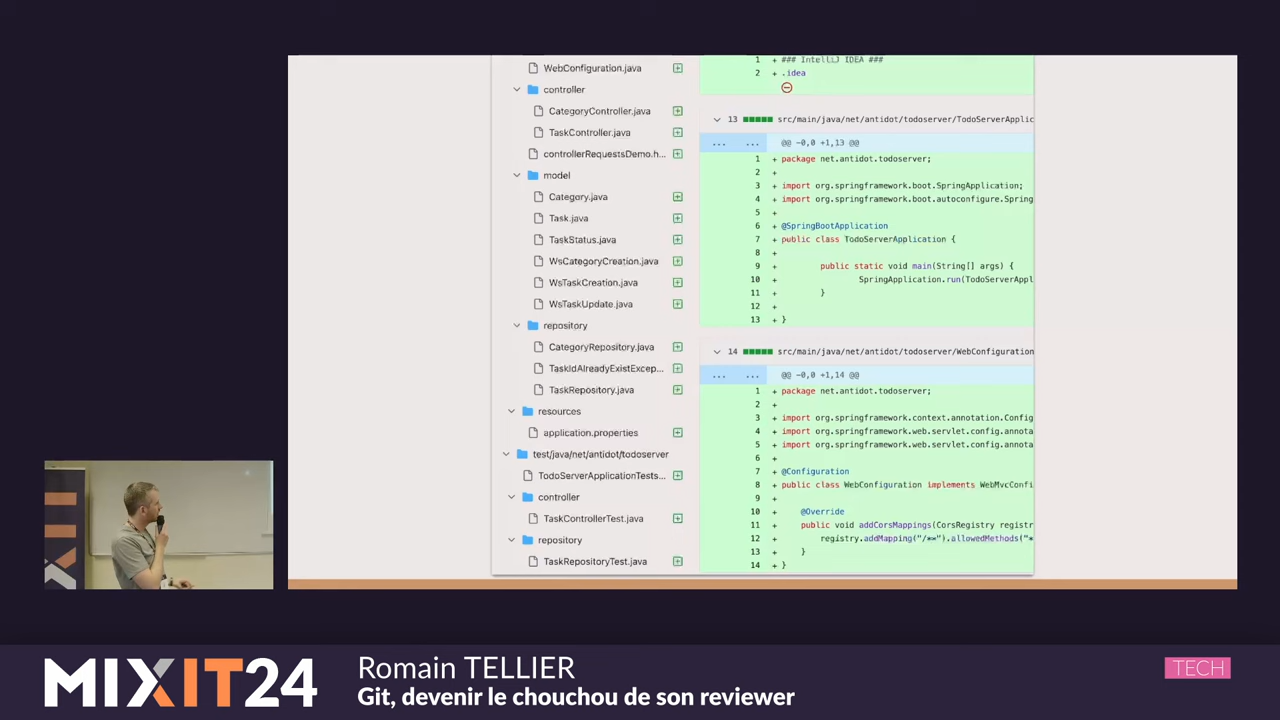 WebConfiguration.java
controller
CategoryController.java
TaskController.java
controllerRequestsDemo.h...
model
Category.java
Task.java
TaskStatus.java
WsCategoryCreation.java
WsTaskCreation.java
WsTaskUpdate.java
repository
CategoryRepository.java
TaskIdAlreadyExistExcep...
TaskRepository.java
resources
application.properties
test/java/net/antidot/todoserver
TodoServerApplicationTests...
controller
TaskControllerTest.java
repository
TaskRepositoryTest.java
1 + ### IntelliJ IDEA ###
2 + .idea
13 src/main/java/net/antidot/todoserver/TodoServerApplic
... ... @@ -0,0 +1,13 @@
1 + package net.antidot.todoserver;
2 +
3 + import org.springframework.boot.SpringApplication;
4 + import org.springframework.boot.autoconfigure.Spring
5 +
6 + @SpringBootApplication
7 + public class TodoServerApplication {
8 +
9 + public static void main(String[] args) {
10 + SpringApplication.run(TodoServerAppl
11 + }
12 +
13 + }
14 src/main/java/net/antidot/todoserver/WebConfiguration
... ... @@ -0,0 +1,14 @@
1 + package net.antidot.todoserver;
2 +
3 + import org.springframework.context.annotation.Config
4 + import org.springframework.web.servlet.config.annota
5 + import org.springframework.web.servlet.config.annota
6 +
7 + @Configuration
8 + public class WebConfiguration implements WebMvcConfi
9 +
10 + @Override
11 + public void addCorsMappings(CorsRegistry registr
12 + registry.addMapping("/**").allowedMethods("*
13 + }
14 + }
MIXIT24
Romain TELLIER
Git, devenir le chouchou de son reviewer
TECH